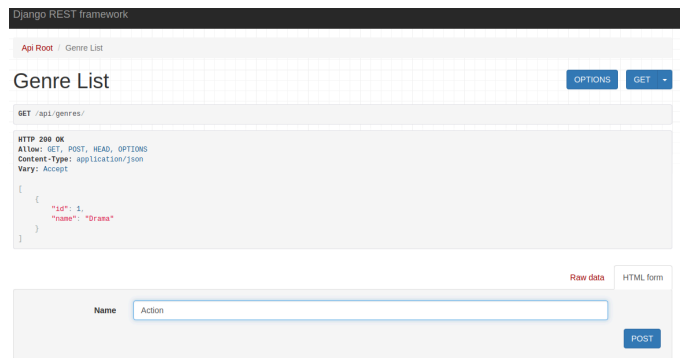 Django REST framework
Api Root / Genre List
Genre List
OPTIONS
GET
GET /api/genres/
HTTP 200 OK
Allow: GET, POST, HEAD, OPTIONS
Content-Type: application/json
Vary: Accept
[
    {
        "id": 1,
        "name": "Drama"
    }
]
Raw data
HTML form
Name
Action
POST